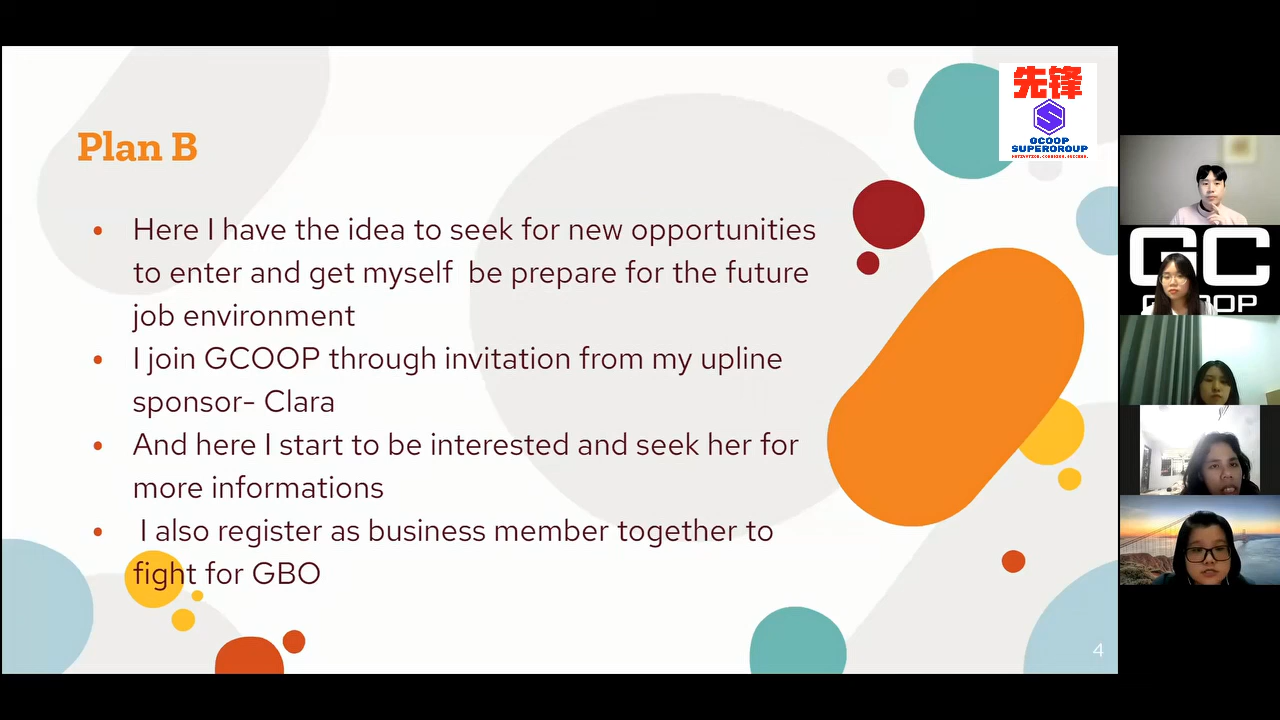 先锋
GCOOP
SUPERGROUP
Plan B
Here I have the idea to seek for new opportunities
to enter and get myself be prepare for the future
job environment
I join GCOOP through invitation from my upline
sponsor- Clara
And here I start to be interested and seek her for
more informations
I also register as business member together to
fight for GBO
4
GC